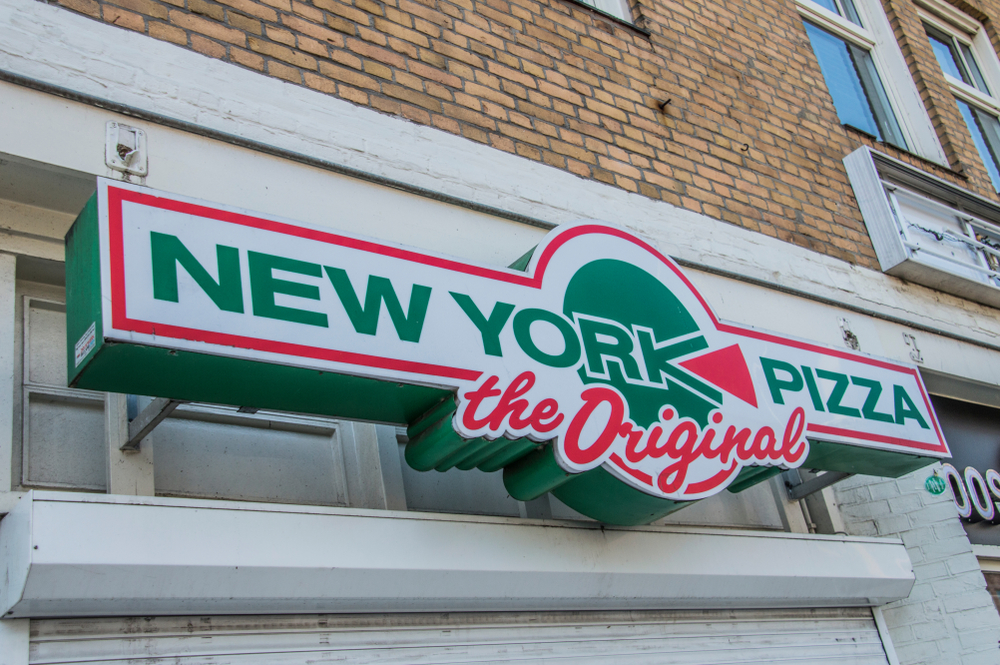 NEW YORK PIZZA
the Original